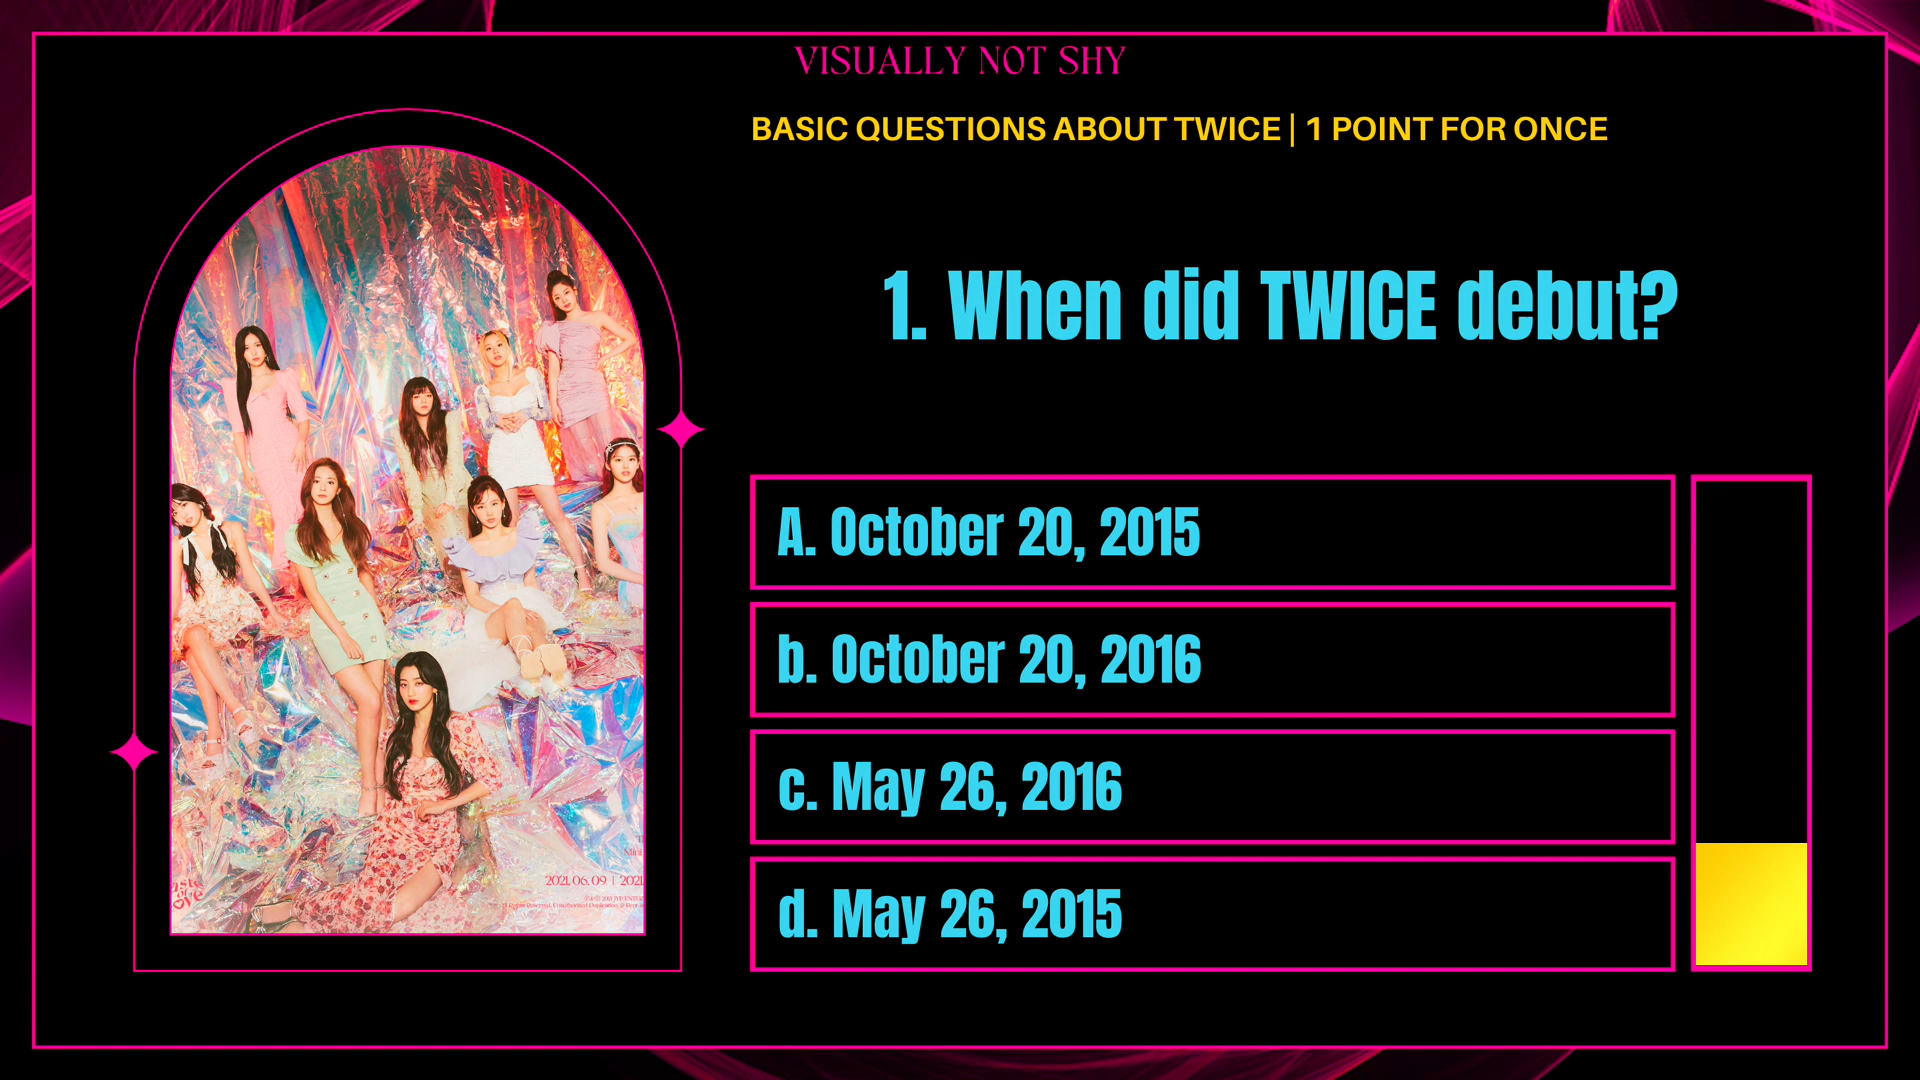 VISUALLY NOT SHY
BASIC QUESTIONS ABOUT TWICE | 1 POINT FOR ONCE
1. When did TWICE debut?
A. October 20, 2015
b. October 20, 2016
c. May 26, 2016
d. May 26, 2015
2021. 06. 09 | 2021